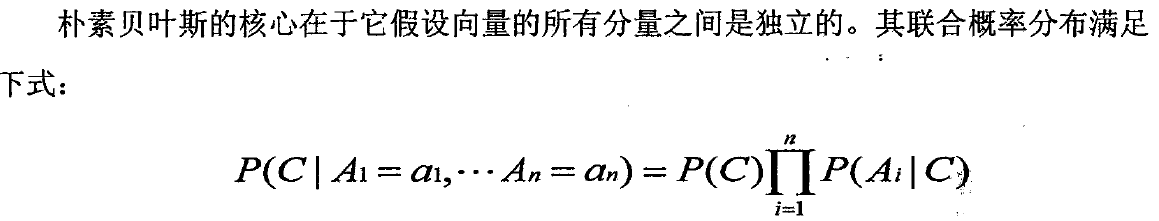 朴素贝叶斯的核心在于它假设向量的所有分量之间是独立的。其联合概率分布满足
下式：
P(C | A1 = a1,⋯ An = an) = P(C)∏_{i=1}^{n} P(Ai | C)